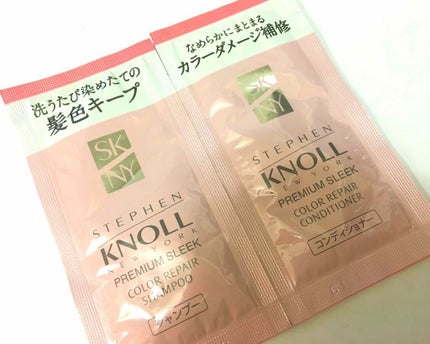 洗うたび染めたての
髪色キープ
SK
NY
STEPHEN
KNOLL
NEW YORK
PREMIUM SLEEK
COLOR REPAIR
SHAMPOO
シャンプー
なめらかにまとまる
カラーダメージ補修
SK
NY
STEPHEN
KNOLL
NEW YORK
PREMIUM SLEEK
COLOR REPAIR
CONDITIONER
コンディショナー